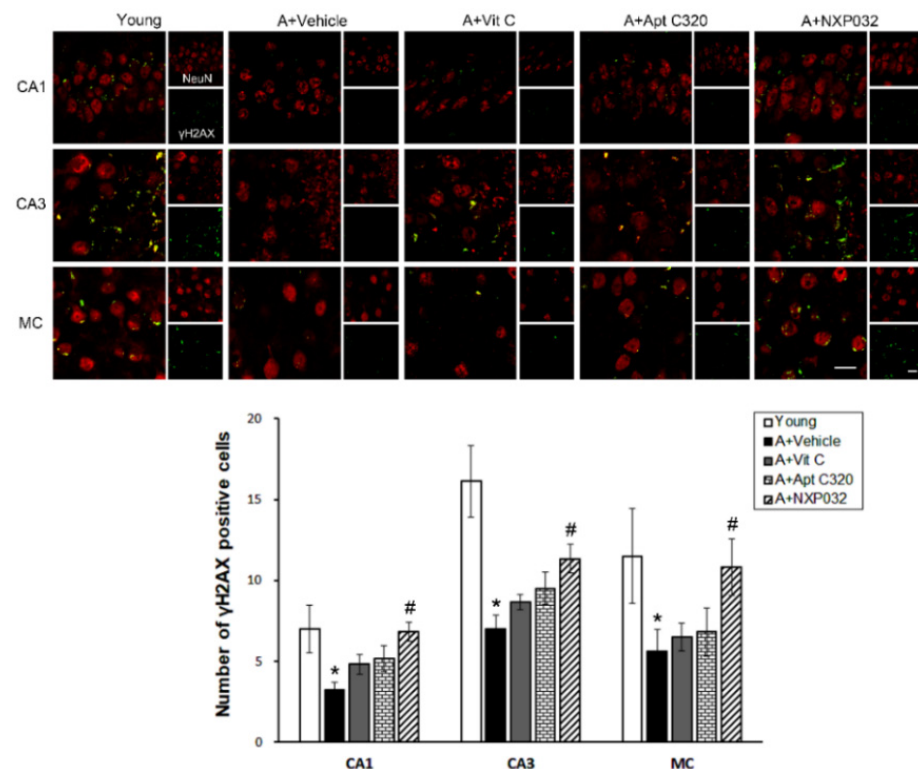 Young A+Vehicle A+Vit C A+Apt C320 A+NXP032
CA1
NeuN
γH2AX
CA3
MC
20
15
10
5
0
Number of γH2AX positive cells
Young
A+Vehicle
A+Vit C
A+Apt C320
A+NXP032
* #
* #
* #
CA1 CA3 MC